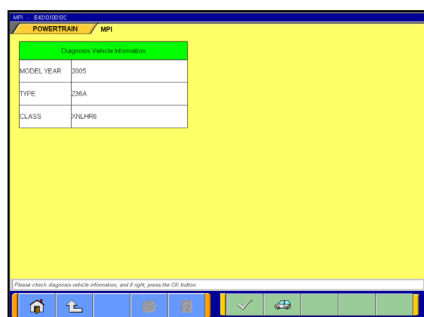 MPI - E401010010C
POWERTRAIN MPI
Diagnosis Vehicle Information
MODEL YEAR 2005
TYPE Z36A
CLASS XNLHR6
Please check diagnosis vehicle information, and if right, press the OK button.